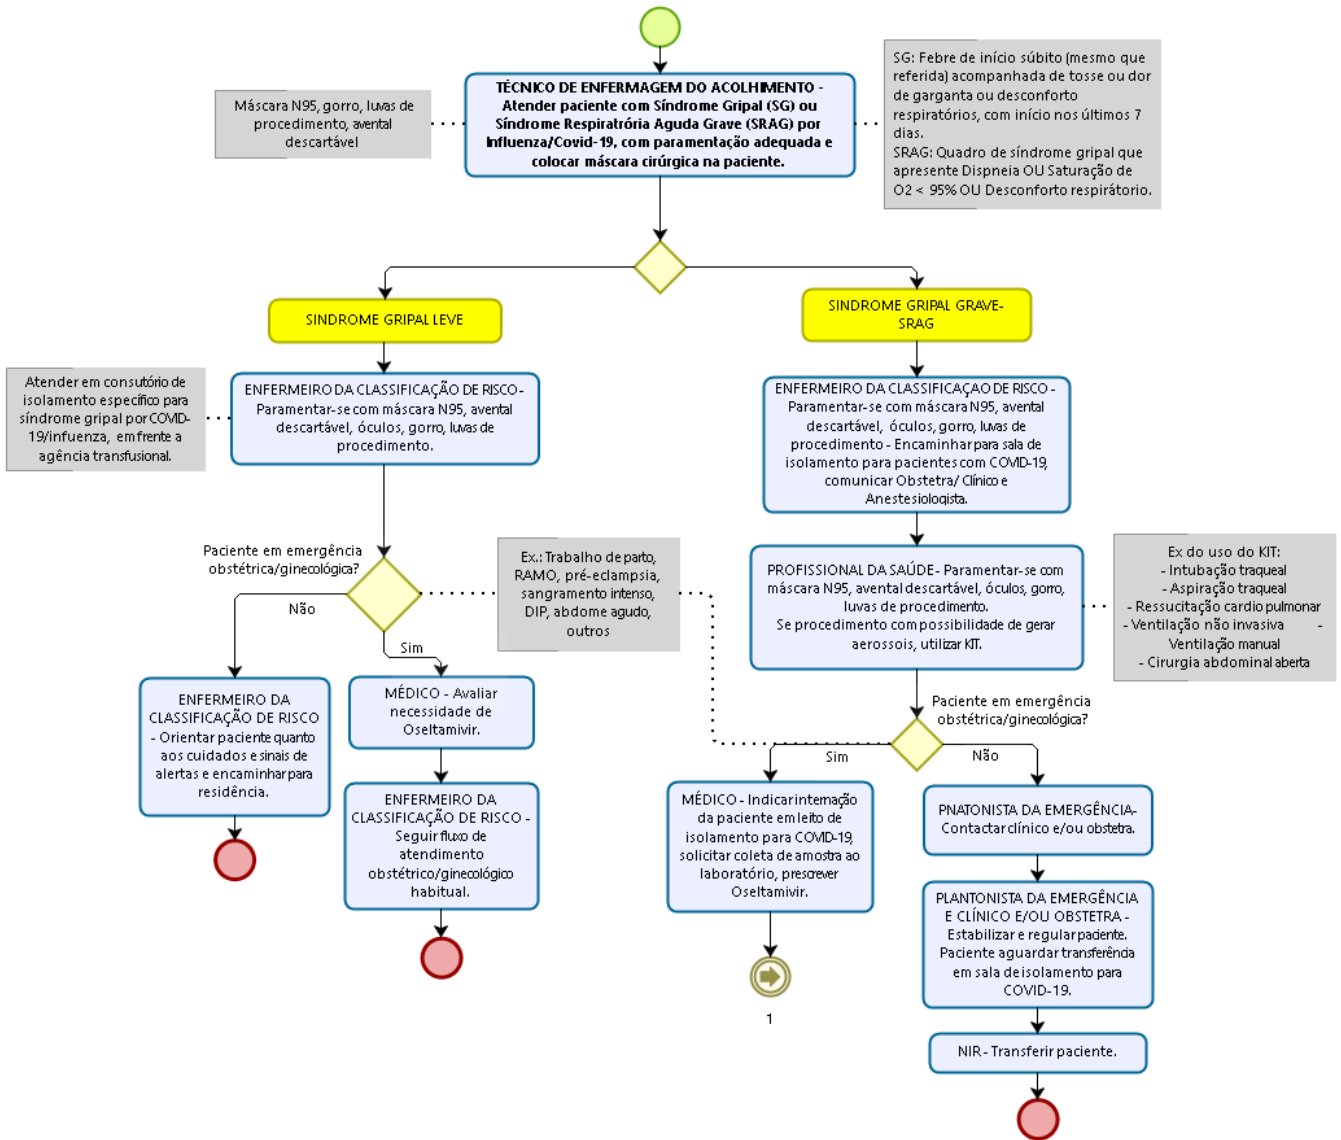 Máscara N95, gorro, luvas de
procedimento, avental
descartável
TÉCNICO DE ENFERMAGEM DO ACOLHIMENTO -
Atender paciente com Síndrome Gripal (SG) ou
Síndrome Respiratróría Aguda Grave (SRAG) por
Influenza/Covid-19, com paramentação adequada e
colocar máscara cirúrgica na paciente.
SG: Febre de início súbito (mesmo que
referida) acompanhada de tosse ou dor
de garganta ou desconforto
respiratórios, com início nos últimos 7
dias.
SRAG: Quadro de síndrome gripal que
apresente Dispneia OU Saturação de
O2 < 95% OU Desconforto respirátorio.
SINDROME GRIPAL LEVE
SINDROME GRIPAL GRAVE-
SRAG
Atender em consutório de
isolamento específico para
síndrome gripal por COVID-
19/infuenza, em frente a
agência transfusional.
ENFERMEIRO DA CLASSIFICAÇÃO DE RISCO-
Paramentar-se com máscara N95, avental
descartável, óculos, gorro, luvas de
procedimento.
ENFERMEIRO DA CLASSIFICAÇAO DE RISCO -
Paramentar-se com máscara N95, avental
descartável, óculos, gorro, luvas de
procedimento - Encaminhar para sala de
isolamento para pacientes com COVID-19,
comunicar Obstetra/ Clínico e
Anestesiologista.
Paciente em emergência
obstétrica/ginecológica?
Não
Sim
Ex.: Trabalho de parto,
RAMO, pré-eclampsia,
sangramento intenso,
DIP, abdome agudo,
outros
PROFISSIONAL DA SAÚDE- Paramentar-se com
máscara N95, avental descartável, óculos, gorro,
luvas de procedimento.
Se procedimento com possibilidade de gerar
aerossois, utilizar KIT.
Ex do uso do KIT:
- Intubação traqueal
- Aspiração traqueal
- Ressucitação cardio pulmonar
- Ventilação não invasiva -
Ventilação manual
- Cirurgia abdominal aberta
ENFERMEIRO DA
CLASSIFICAÇÃO DE RISCO
- Orientar paciente quanto
aos cuidados e sinais de
alertas e encaminhar para
residência.
MÉDICO - Avaliar
necessidade de
Oseltamivir.
ENFERMEIRO DA
CLASSIFICAÇÃO DE RISCO -
Seguir fluxo de
atendimento
obstétrico/ginecológico
habitual.
Paciente em emergência
obstétrica/ginecológica?
Sim
Não
MÉDICO - Indicar internação
da paciente em leito de
isolamento para COVID-19,
solicitar coleta de amostra ao
laboratório, prescrever
Oseltamivir.
1
PNATONISTA DA EMERGÊNCIA-
Contactar clínico e/ou obstetra.
PLANTONISTA DA EMERGÊNCIA
E CLÍNICO E/OU OBSTETRA -
Estabilizar e regular paciente.
Paciente aguardar transferência
em sala de isolamento para
COVID-19.
NIR - Transferir paciente.